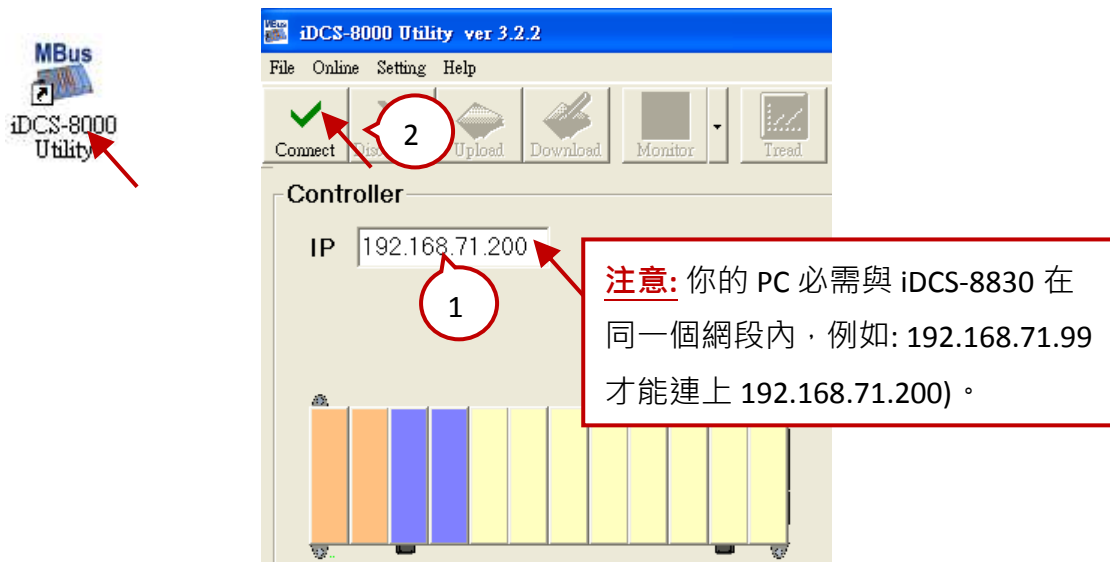 MBus
iDCS-8000
Utility
MBus
iDCS-8000 Utility ver 3.2.2
File Online Setting Help
Connect Upload Download Monitor Tread
2
Controller
IP 192.168.71.200
1
注意: 你的 PC 必需與 iDCS-8830 在
同一個網段內，例如: 192.168.71.99
才能連上 192.168.71.200)。